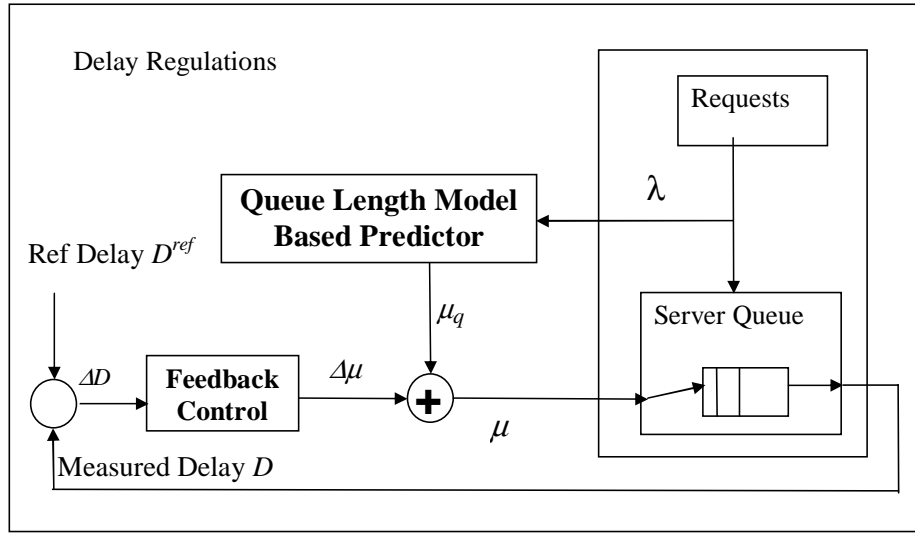 Delay Regulations
Requests
λ
Queue Length Model
Based Predictor
Ref Delay D^ref
μq
Server Queue
ΔD
Feedback
Control
Δμ
+
μ
Measured Delay D